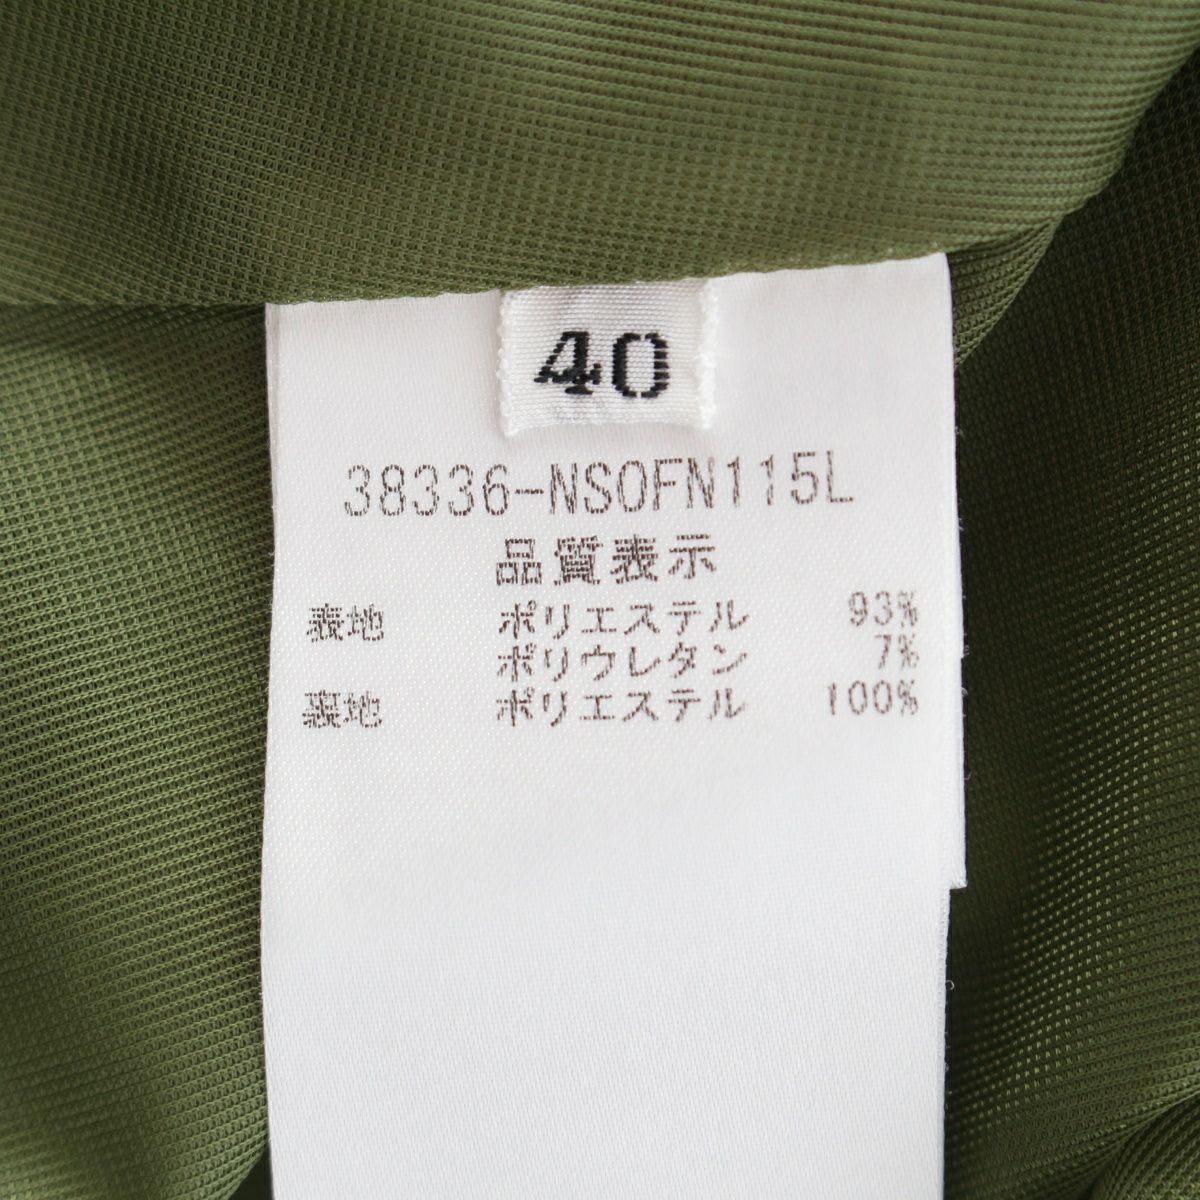 40
38336-NSOFN115L
品質表示
表地 ポリエステル 93%
ポリウレタン 7%
裏地 ポリエステル 100%